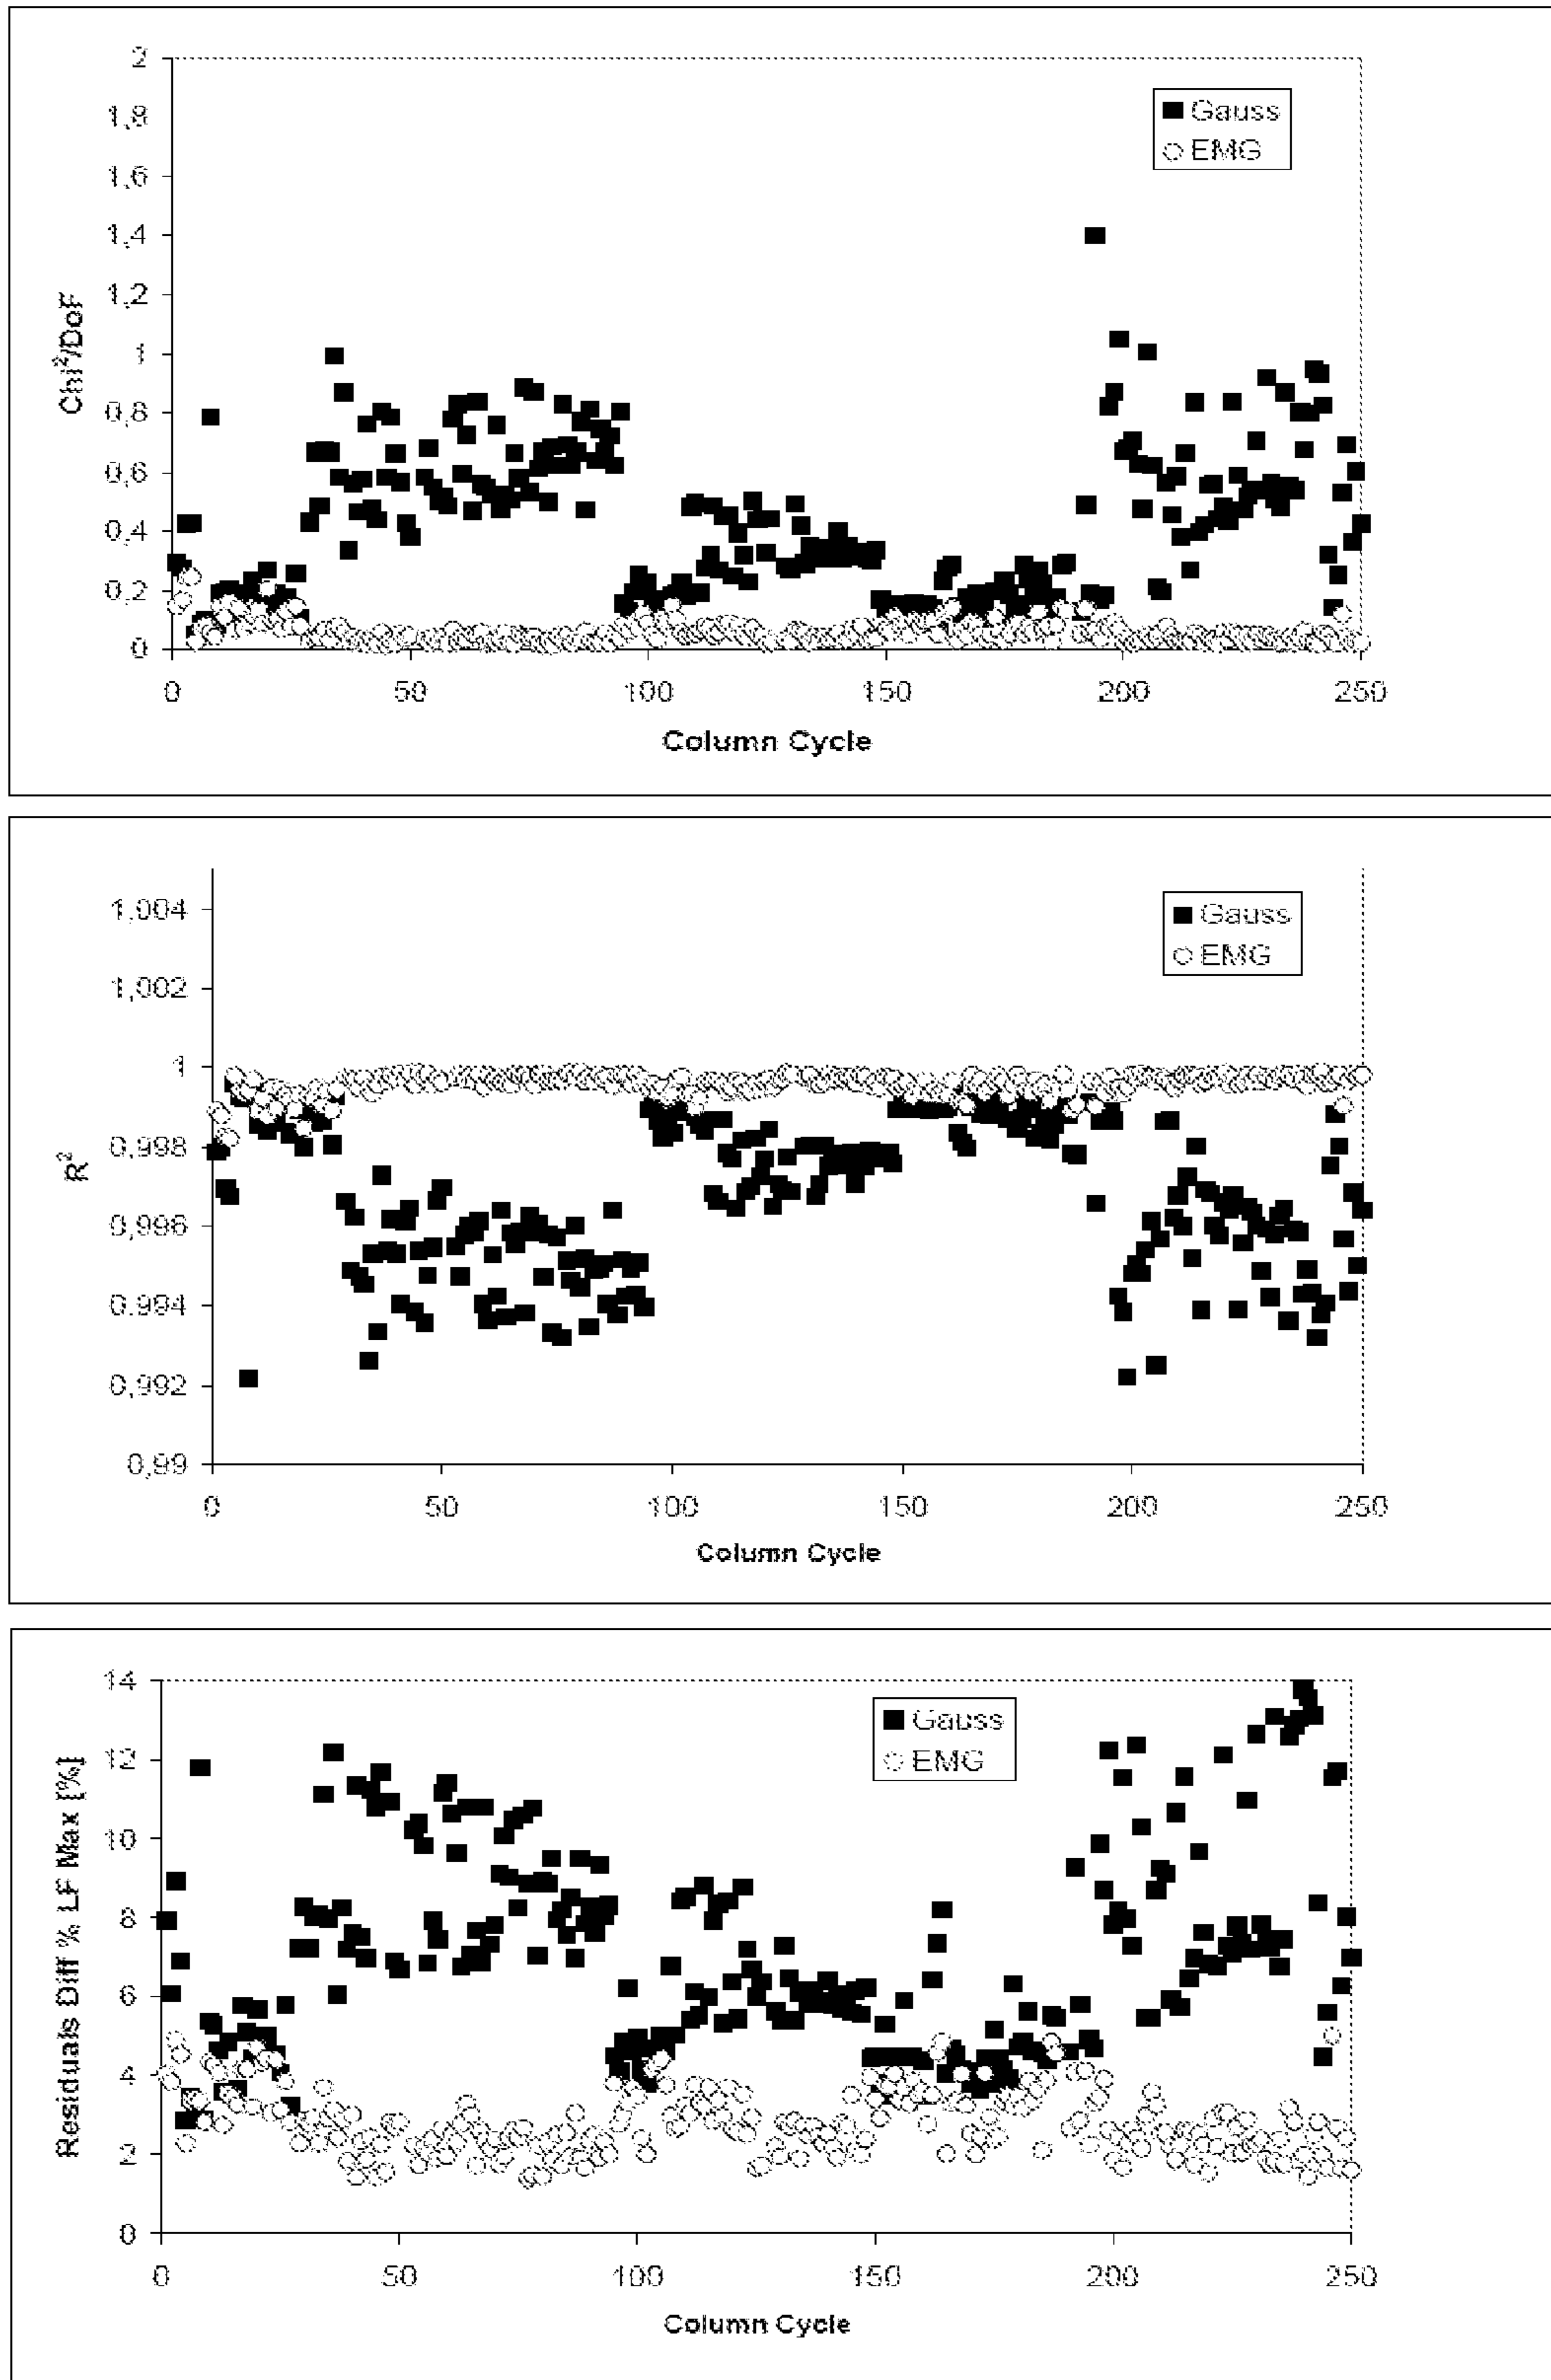 2
1,8
1,6
1,4
1,2
1
0,8
0,6
0,4
0,2
0
Chi²/DoF
Gauss
EMG
0 50 100 150 200 250
Column Cycle
1,004
1,002
1
0,998
0,996
0,994
0,992
0,99
R²
Gauss
EMG
0 50 100 150 200 250
Column Cycle
14
12
10
8
6
4
2
0
Residuals Diff % LF Max [%]
Gauss
EMG
0 50 100 150 200 250
Column Cycle